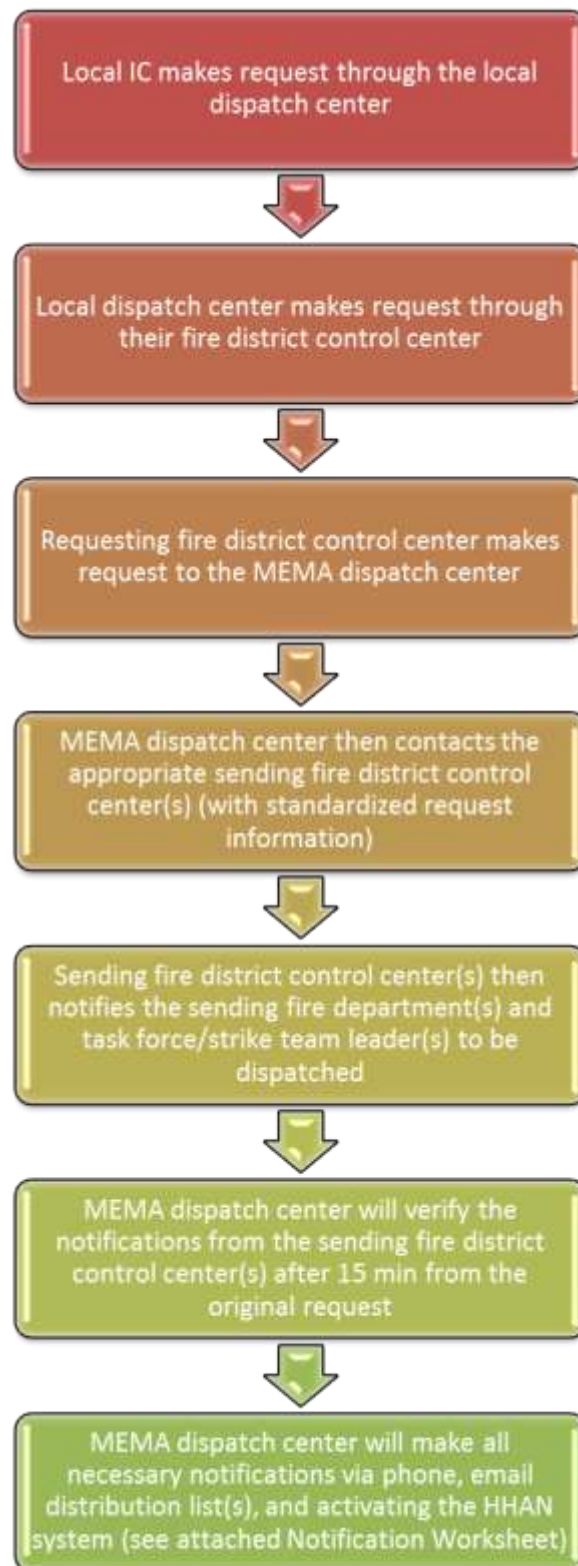 Local IC makes request through the local
dispatch center
Local dispatch center makes request through
their fire district control center
Requesting fire district control center makes
request to the MEMA dispatch center
MEMA dispatch center then contacts the
appropriate sending fire district control
center(s) (with standardized request
information)
Sending fire district control center(s) then
notifies the sending fire department(s) and
task force/strike team leader(s) to be
dispatched
MEMA dispatch center will verify the
notifications from the sending fire district
control center(s) after 15 min from the
original request
MEMA dispatch center will make all
necessary notifications via phone, email
distribution list(s), and activating the HHAN
system (see attached Notification Worksheet)